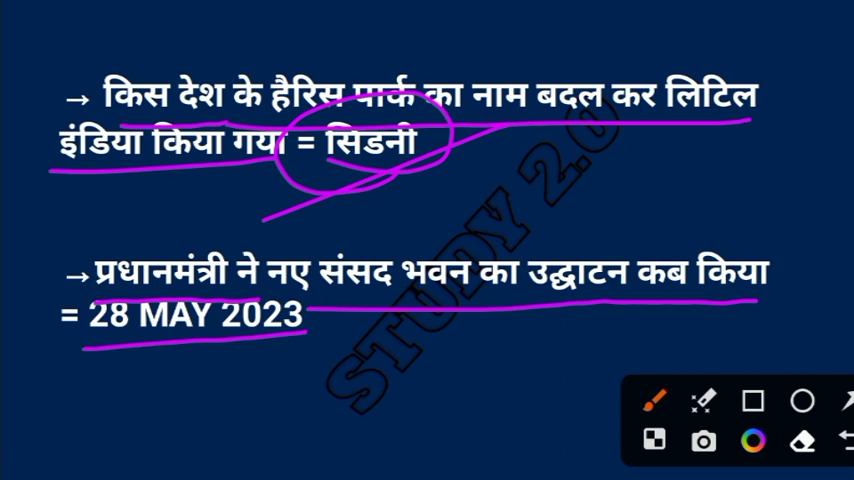 → किस देश के हैरिस पार्क का नाम बदल कर लिटिल
इंडिया किया गया = सिडनी
→प्रधानमंत्री ने नए संसद भवन का उद्घाटन कब किया
= 28 MAY 2023
STUDY 2.0